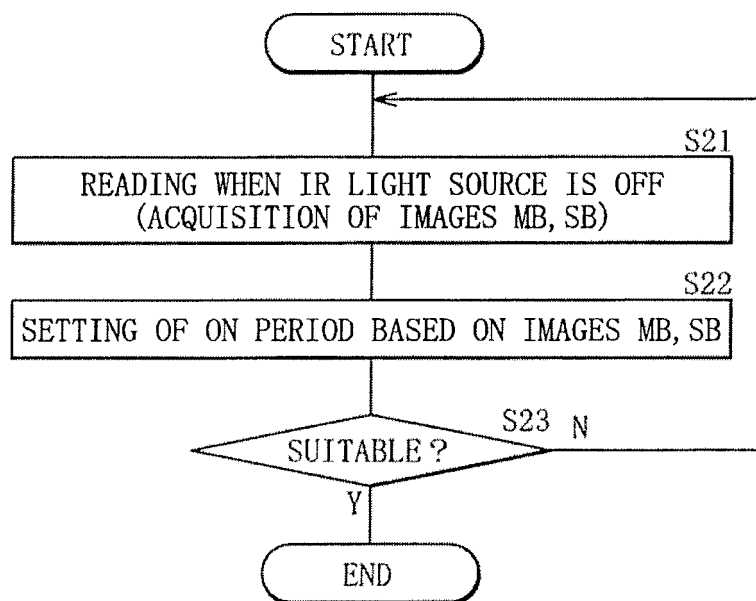 START
S21
READING WHEN IR LIGHT SOURCE IS OFF
(ACQUISITION OF IMAGES MB, SB)
S22
SETTING OF ON PERIOD BASED ON IMAGES MB, SB
S23
SUITABLE?
N
Y
END